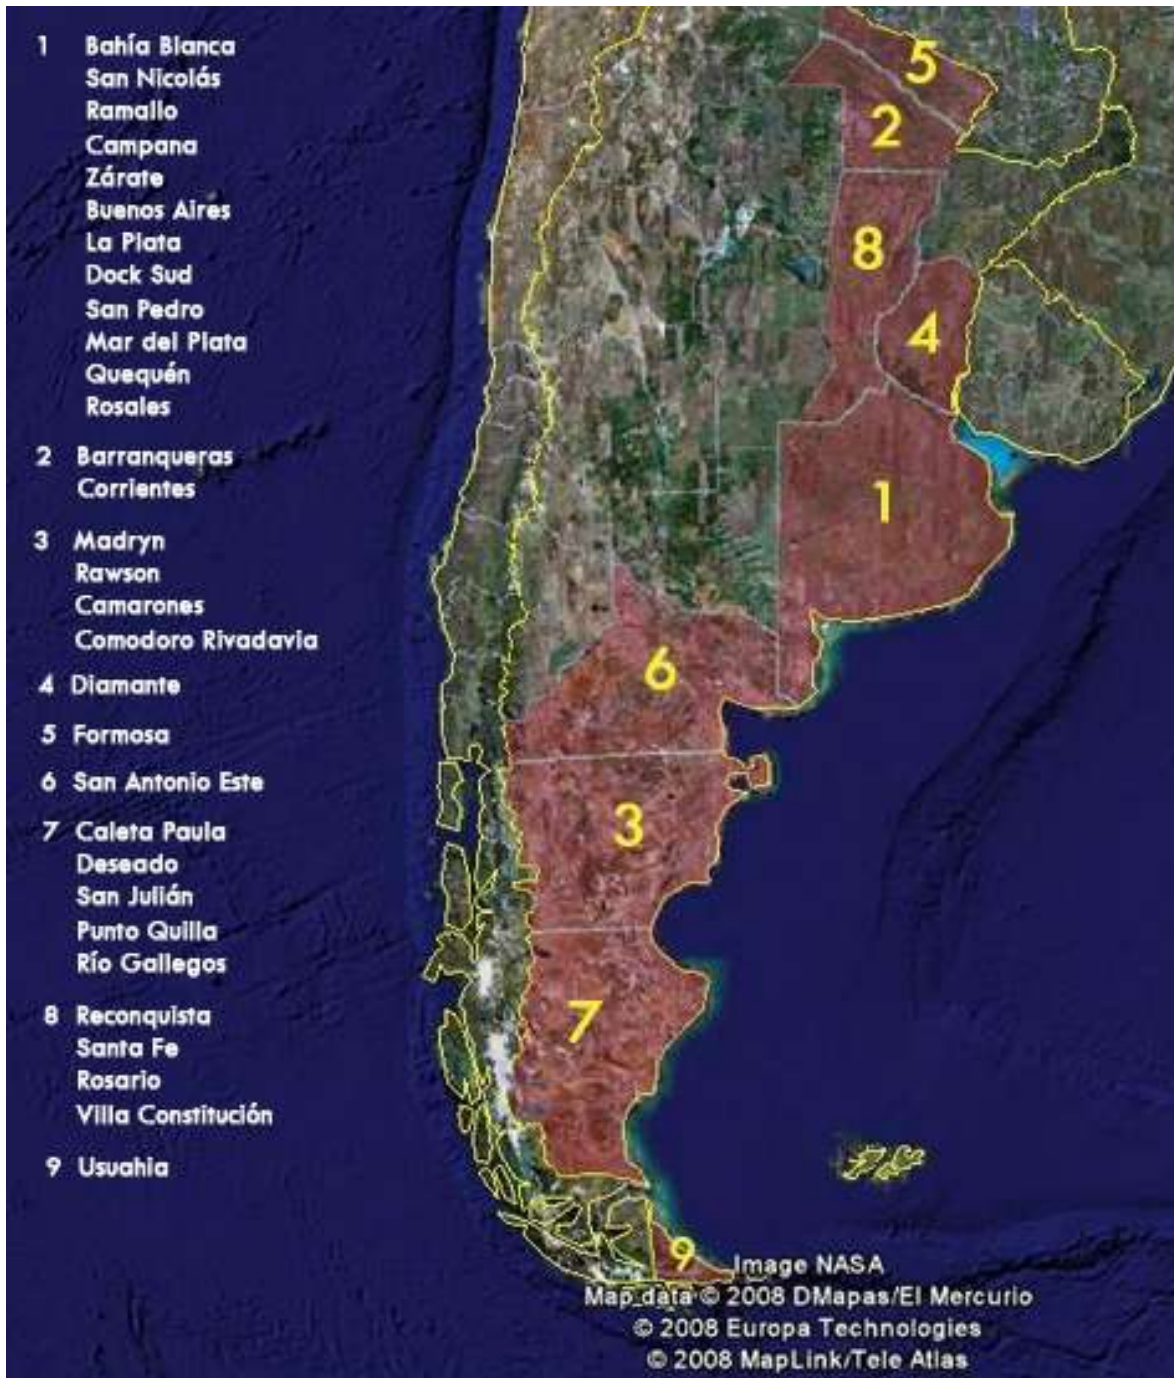 1 Bahía Blanca
San Nicolás
Ramallo
Campana
Zárate
Buenos Aires
La Plata
Dock Sud
San Pedro
Mar del Plata
Quequén
Rosales
2 Barranqueras
Corrientes
3 Madryn
Rawson
Camarones
Comodoro Rivadavia
4 Diamante
5 Formosa
6 San Antonio Este
7 Caleta Paula
Deseado
San Julián
Punto Quilla
Río Gallegos
8 Reconquista
Santa Fe
Rosario
Villa Constitución
9 Usuahia
5
2
8
4
1
6
3
7
9
Image NASA
Map data © 2008 DMapas/El Mercurio
© 2008 Europa Technologies
© 2008 MapLink/Tele Atlas